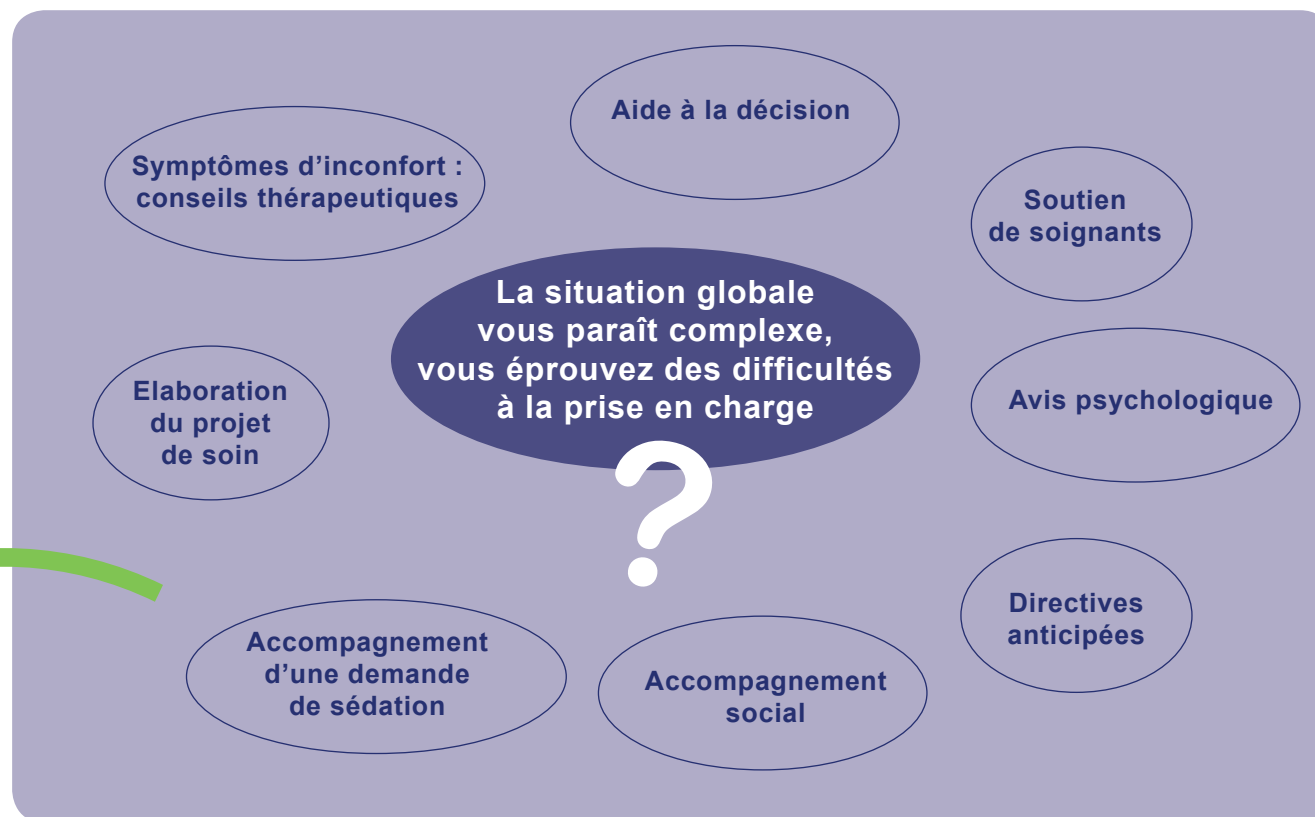 Aide à la décision
Symptômes d’inconfort :
conseils thérapeutiques
Soutien
de soignants
La situation globale
vous paraît complexe,
vous éprouvez des difficultés
à la prise en charge
?
Elaboration
du projet
de soin
Avis psychologique
Directives
anticipées
Accompagnement
d’une demande
de sédation
Accompagnement
social